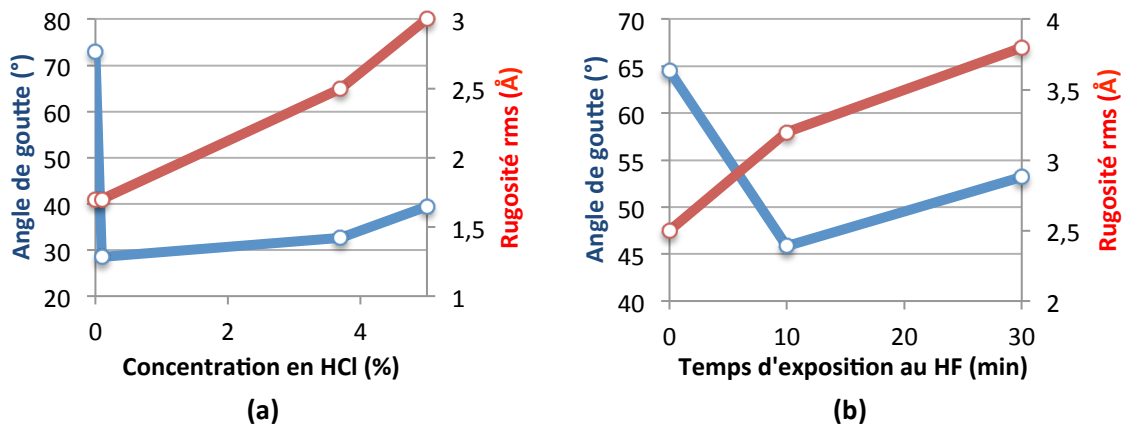 80
70
60
50
40
30
20
Angle de goutte (°)
3
2,5
2
1,5
1
Rugosité rms (Å)
0 2 4
Concentration en HCl (%)
(a)
70
65
60
55
50
45
40
Angle de goutte (°)
4
3,5
3
2,5
2
Rugosité rms (Å)
0 10 20 30
Temps d'exposition au HF (min)
(b)